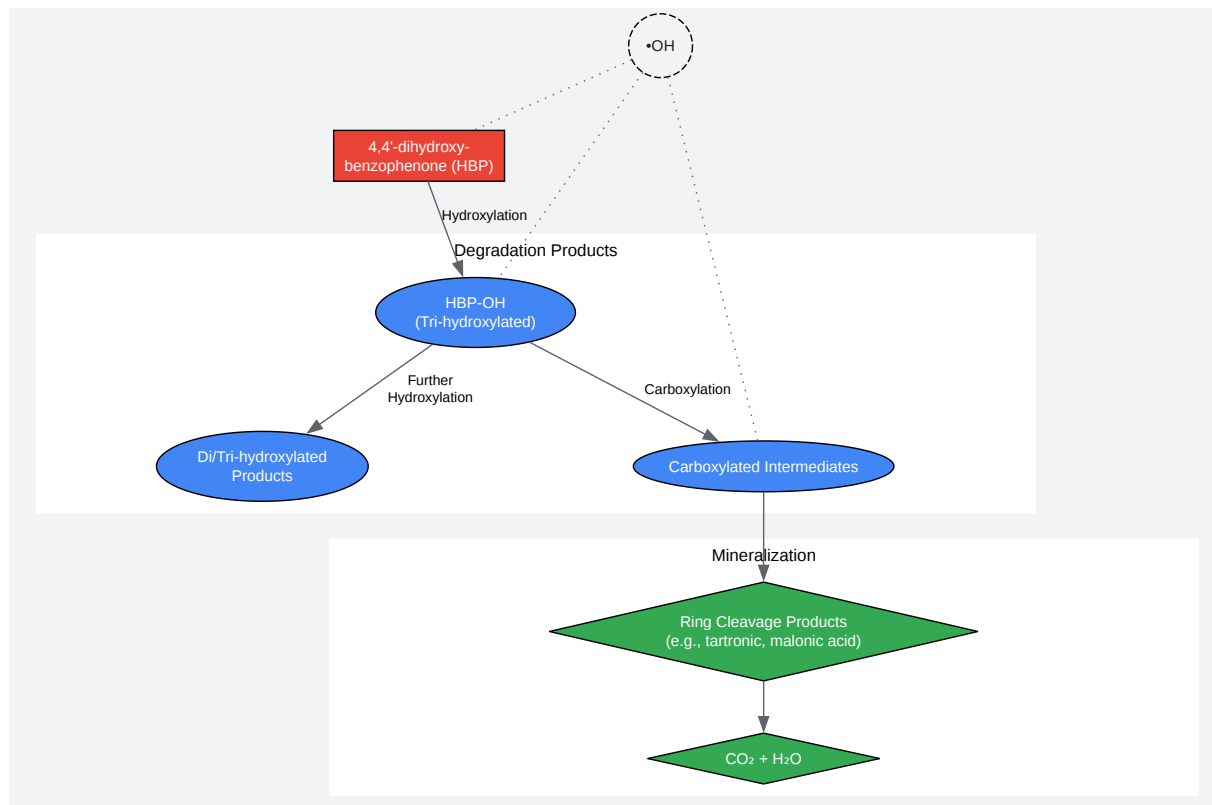 •OH
4,4'-dihydroxy-
benzophenone (HBP)
Hydroxylation
Degradation Products
HBP-OH
(Tri-hydroxylated)
Further
Hydroxylation
Carboxylation
Di/Tri-hydroxylated
Products
Carboxylated Intermediates
Mineralization
Ring Cleavage Products
(e.g., tartronic, malonic acid)
CO₂ + H₂O